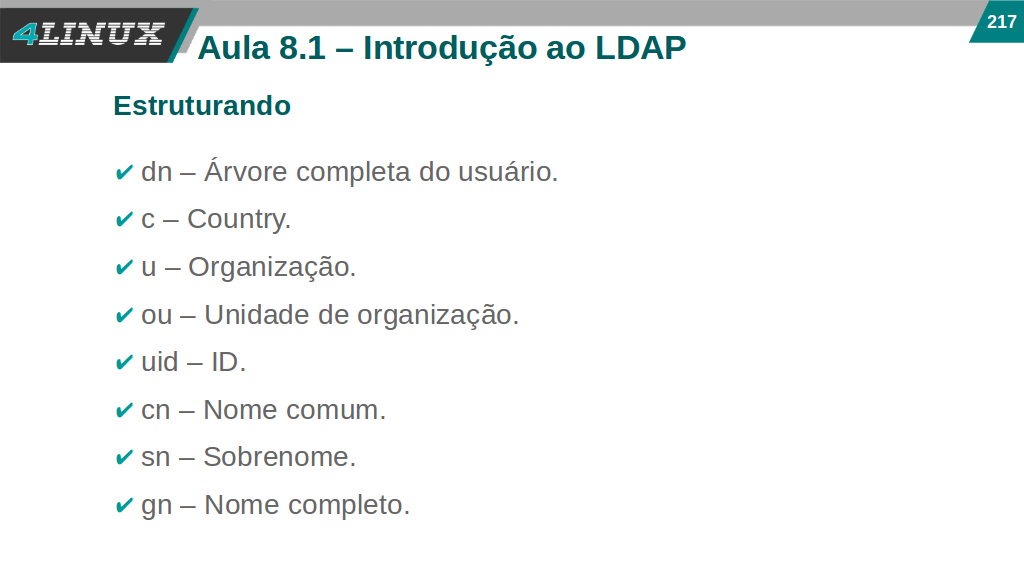 4LINUX
217
Aula 8.1 – Introdução ao LDAP
Estruturando
✔ dn – Árvore completa do usuário.
✔ c – Country.
✔ u – Organização.
✔ ou – Unidade de organização.
✔ uid – ID.
✔ cn – Nome comum.
✔ sn – Sobrenome.
✔ gn – Nome completo.